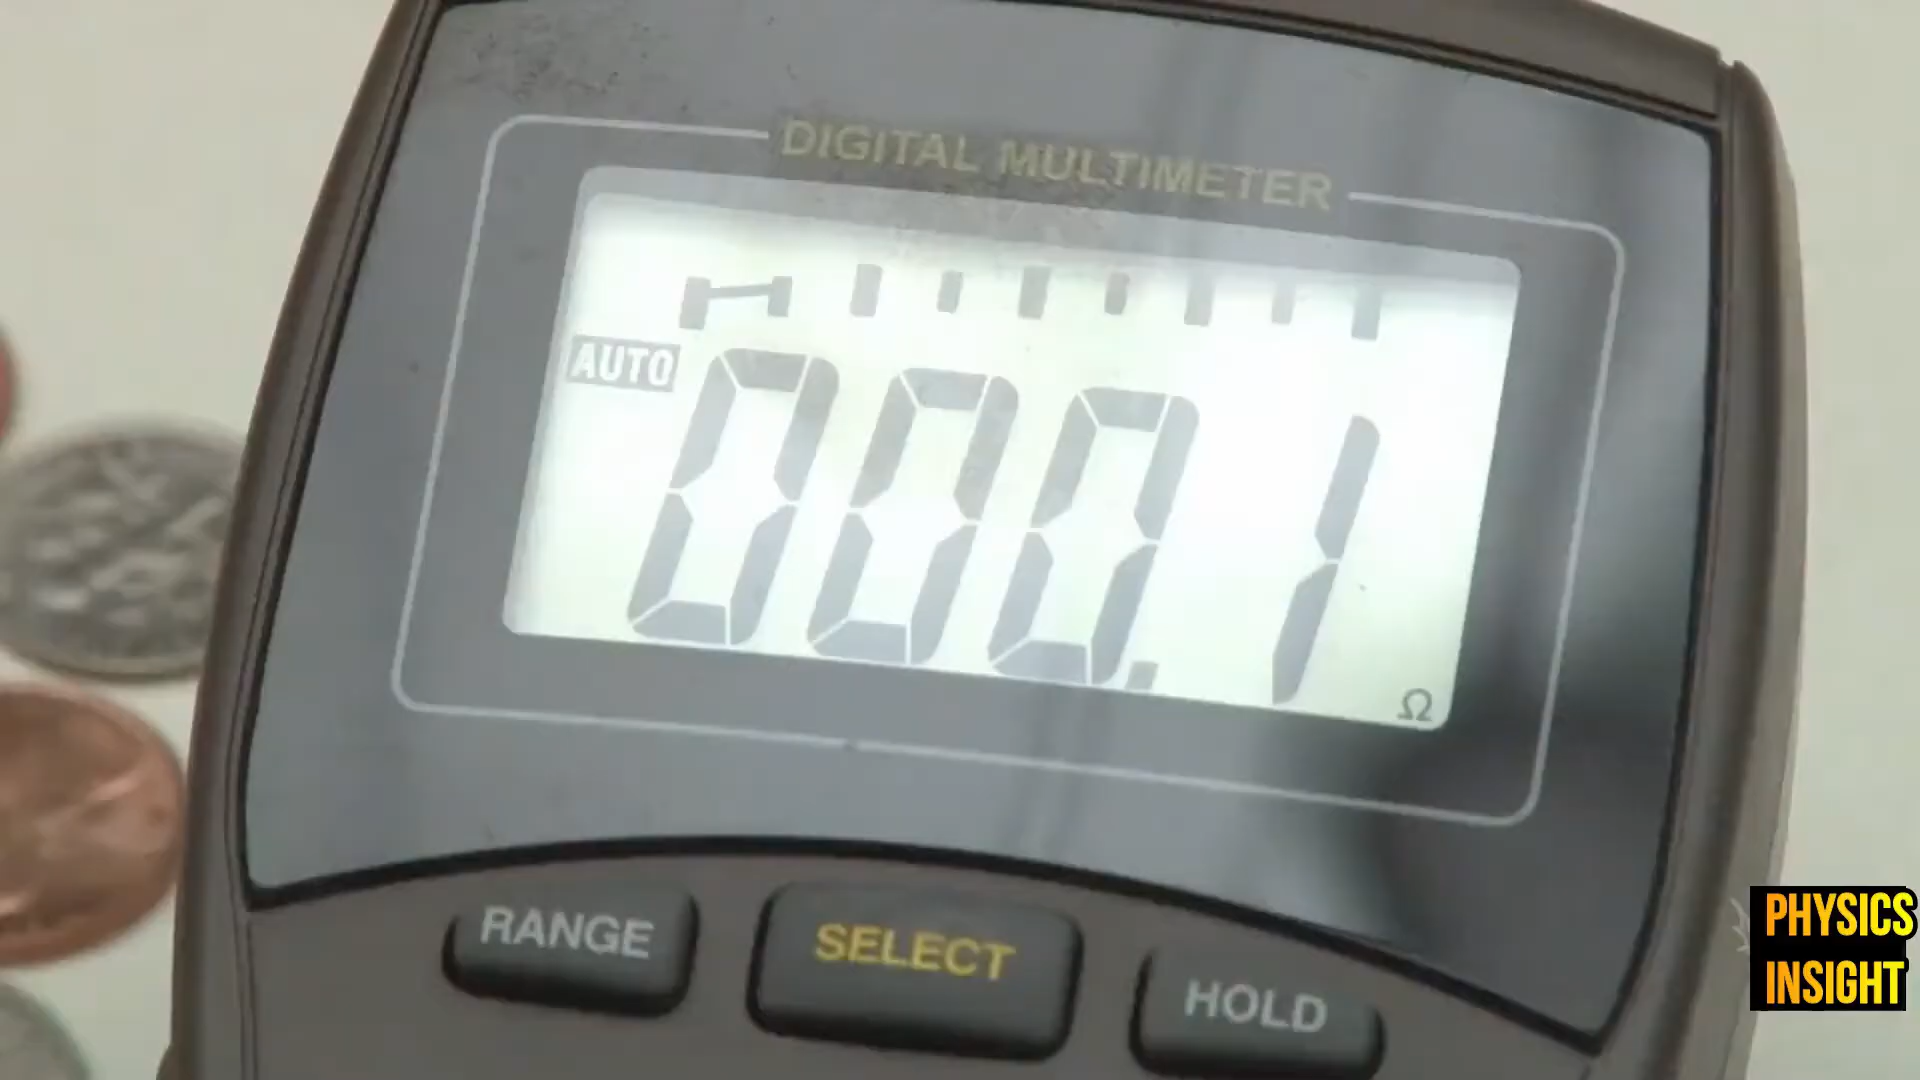 DIGITAL MULTIMETER
AUTO
000.1
Ω
RANGE
SELECT
HOLD
PHYSICS
INSIGHT